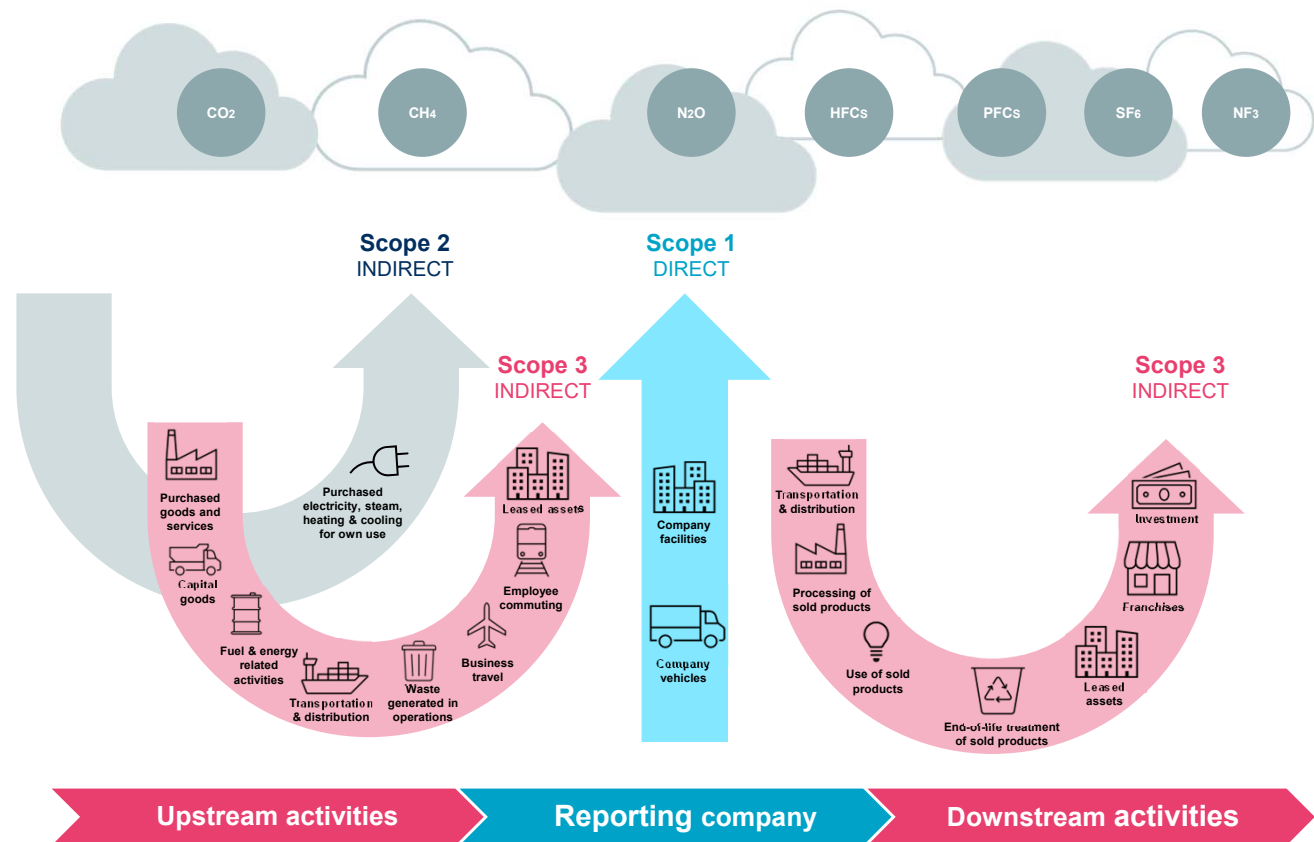 CO2
CH4
N2O
HFCs
PFCs
SF6
NF3
Scope 2
INDIRECT
Scope 1
DIRECT
Scope 3
INDIRECT
Scope 3
INDIRECT
Purchased
goods and
services
Capital
goods
Fuel & energy
related
activities
Transportation
& distribution
Waste
generated in
operations
Business
travel
Employee
commuting
Leased assets
Purchased
electricity, steam,
heating & cooling
for own use
Company
facilities
Company
vehicles
Transportation
& distribution
Processing of
sold products
Use of sold
products
End-of-life treatment
of sold products
Leased
assets
Franchises
Investment
Upstream activities
Reporting company
Downstream activities